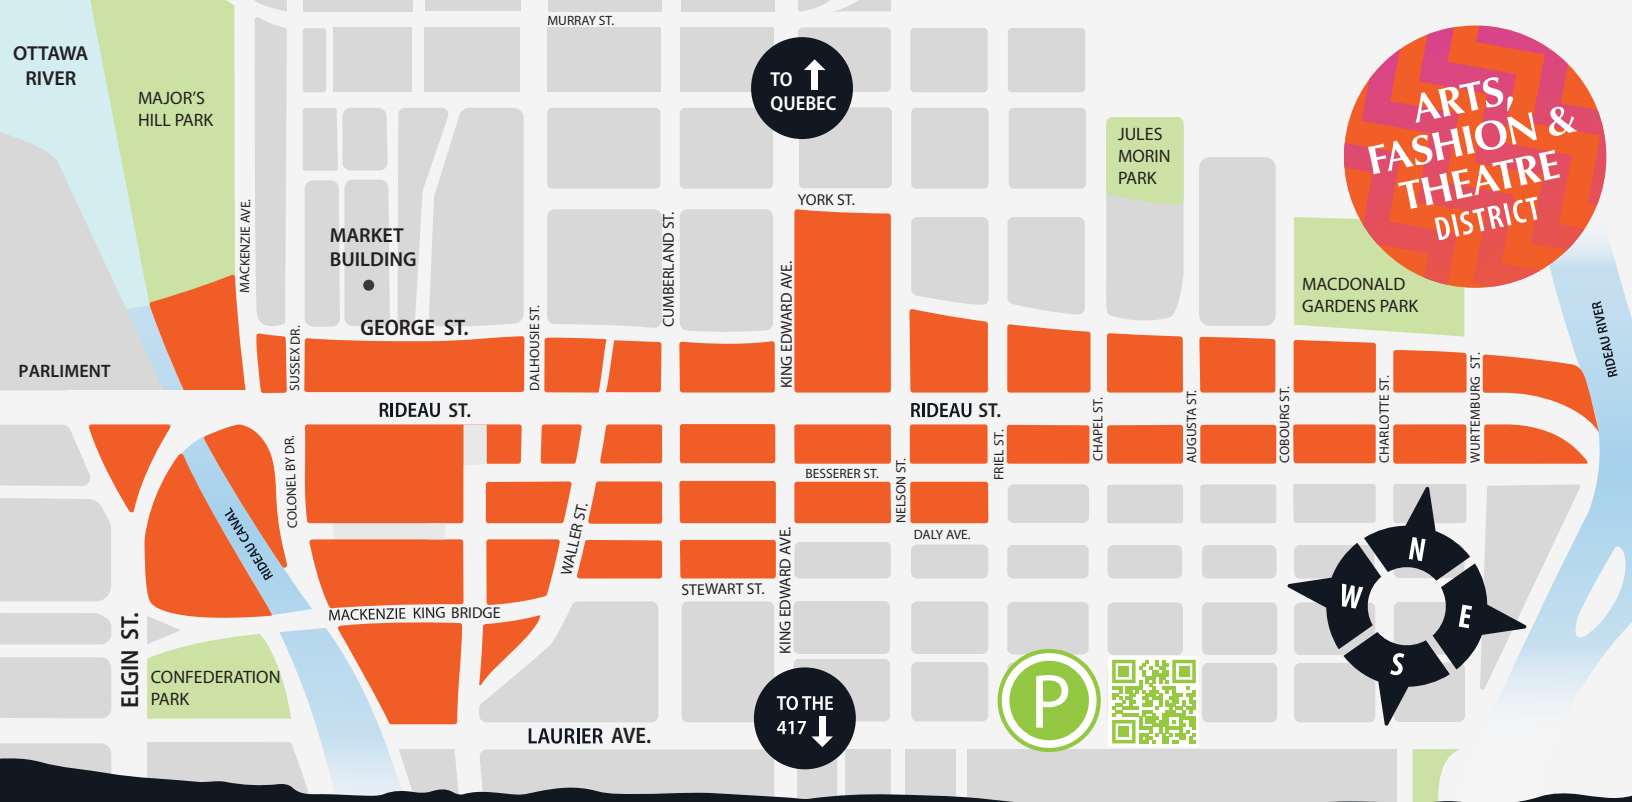 MURRAY ST.
OTTAWA
RIVER
MAJOR'S
HILL PARK
TO
QUEBEC
ARTS,
FASHION &
THEATRE
DISTRICT
JULES
MORIN
PARK
YORK ST.
MACKENZIE AVE.
MARKET
BUILDING
CUMBERLAND ST.
KING EDWARD AVE.
MACDONALD
GARDENS PARK
RIDEAU RIVER
GEORGE ST.
SUSSEX DR.
DALHOUSIE ST.
PARLIMENT
RIDEAU ST.
RIDEAU ST.
CHAPEL ST.
AUGUSTA ST.
COBOURG ST.
CHARLOTTE ST.
WURTEMBURG ST.
COLONEL BY DR.
FRIEL ST.
BESSERER ST.
NELSON ST.
RIDEAU CANAL
WALLER ST.
DALY AVE.
KING EDWARD AVE.
STEWART ST.
MACKENZIE KING BRIDGE
N
W
E
S
ELGIN ST.
CONFEDERATION
PARK
P
TO THE
417
LAURIER AVE.